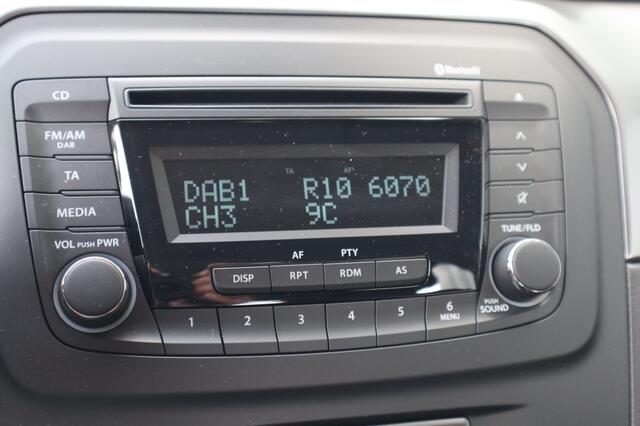 Bluetooth
CD
FM/AM
DAB
TA
MEDIA
VOL PUSH PWR
TA AF
DAB1 R10 6070
CH3 9C
AF PTY
DISP RPT RDM AS
1 2 3 4 5 6
MENU
TUNE/FLD
PUSH
SOUND